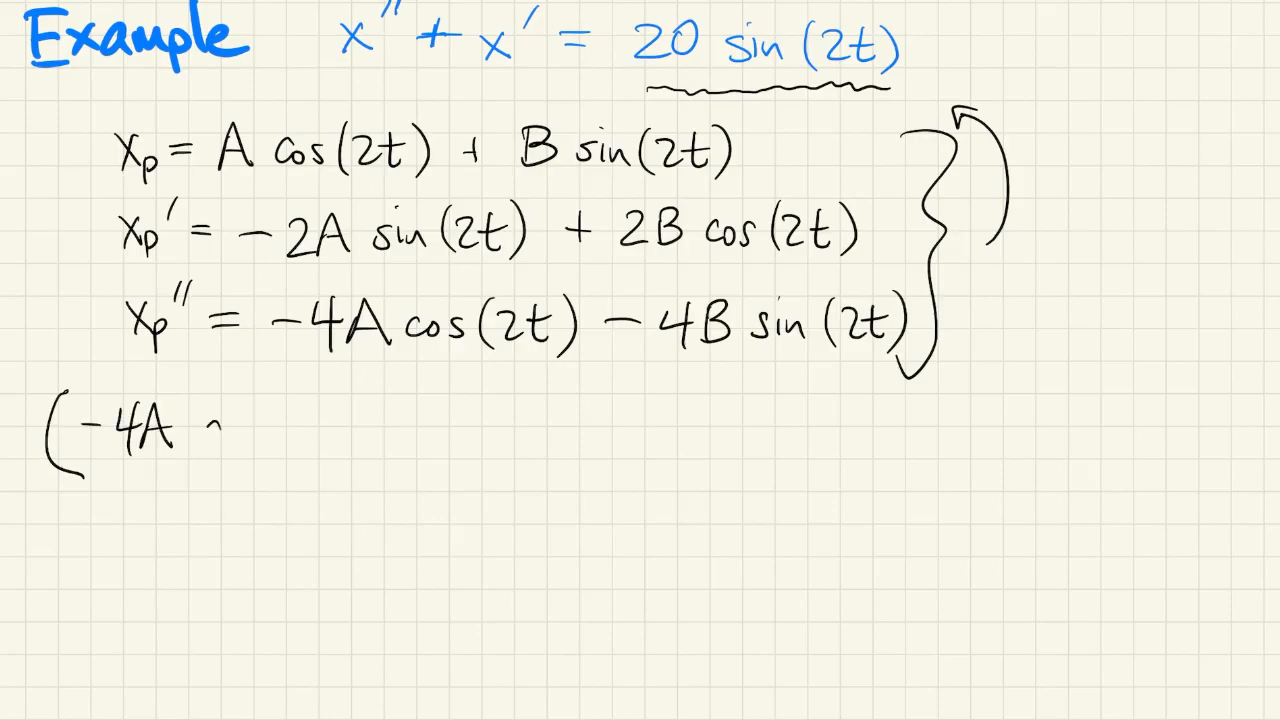 Example x'' + x' = 20 sin(2t)
xp = A cos(2t) + B sin(2t)
xp' = -2A sin(2t) + 2B cos(2t)
xp'' = -4A cos(2t) - 4B sin(2t)
(-4A